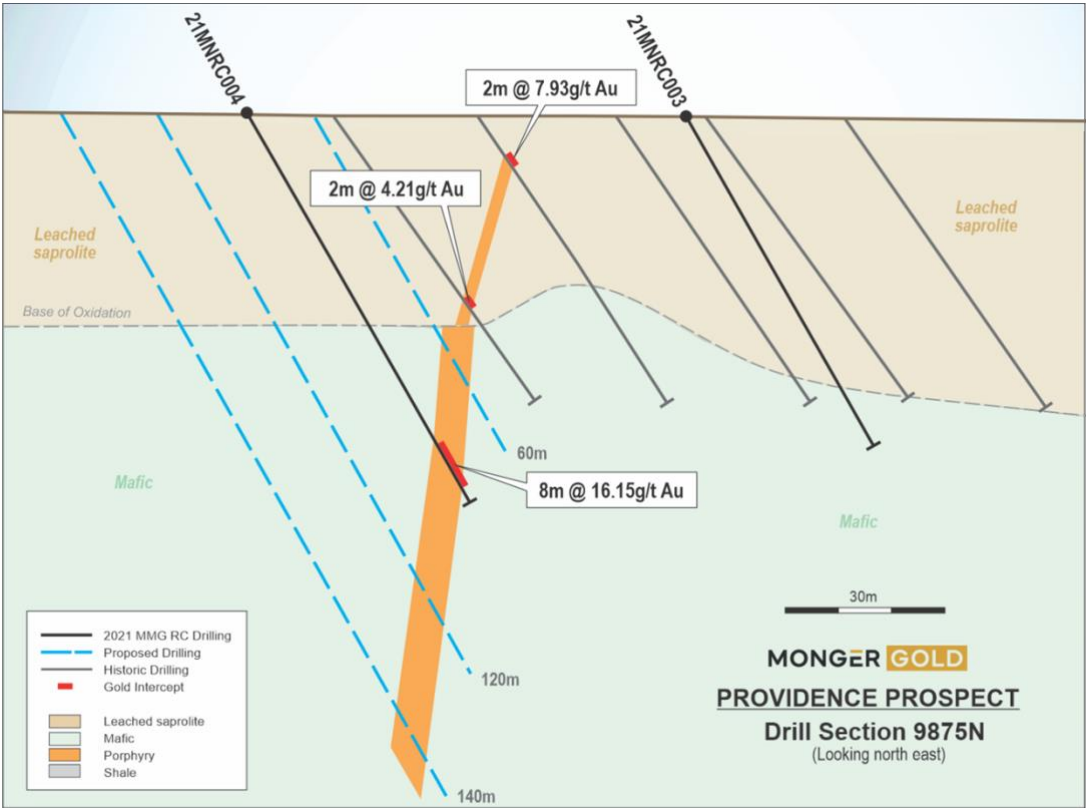 21MNRC004
21MNRC003
2m @ 7.93g/t Au
2m @ 4.21g/t Au
Leached
saprolite
Leached
saprolite
Base of Oxidation
60m
8m @ 16.15g/t Au
Mafic
Mafic
30m
120m
140m
2021 MMG RC Drilling
Proposed Drilling
Historic Drilling
Gold Intercept
Leached saprolite
Mafic
Porphyry
Shale
MONGER GOLD
PROVIDENCE PROSPECT
Drill Section 9875N
(Looking north east)